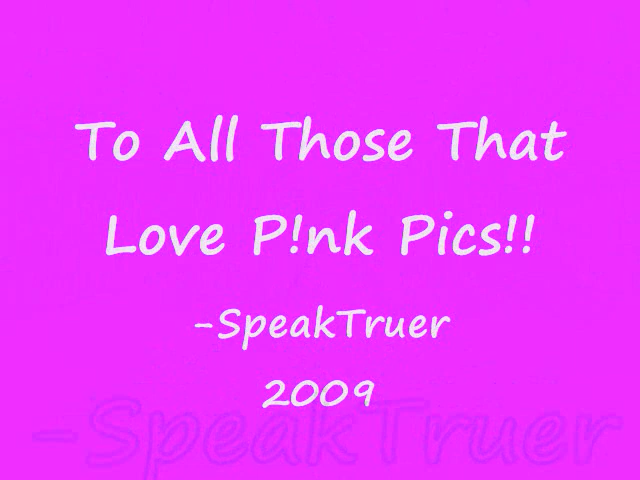 To All Those That
Love P!nk Pics!!
-SpeakTruer
2009
-SpeakTruer